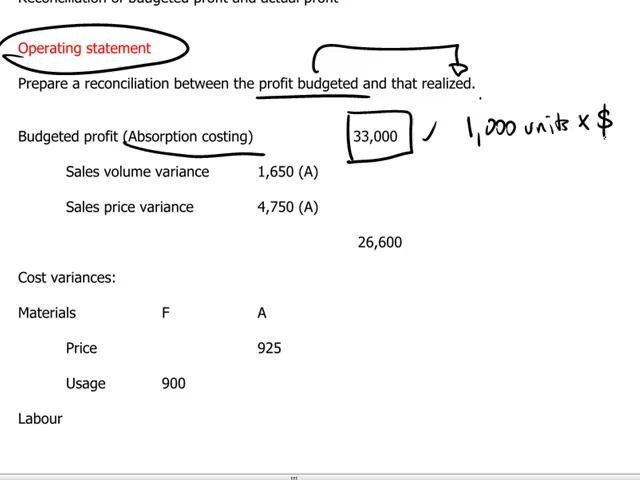 Reconciliation of budgeted profit and actual profit
Operating statement
Prepare a reconciliation between the profit budgeted and that realized.
Budgeted profit (Absorption costing) 33,000 1,000 units × $
Sales volume variance 1,650 (A)
Sales price variance 4,750 (A)
26,600
Cost variances:
Materials F A
Price 925
Usage 900
Labour